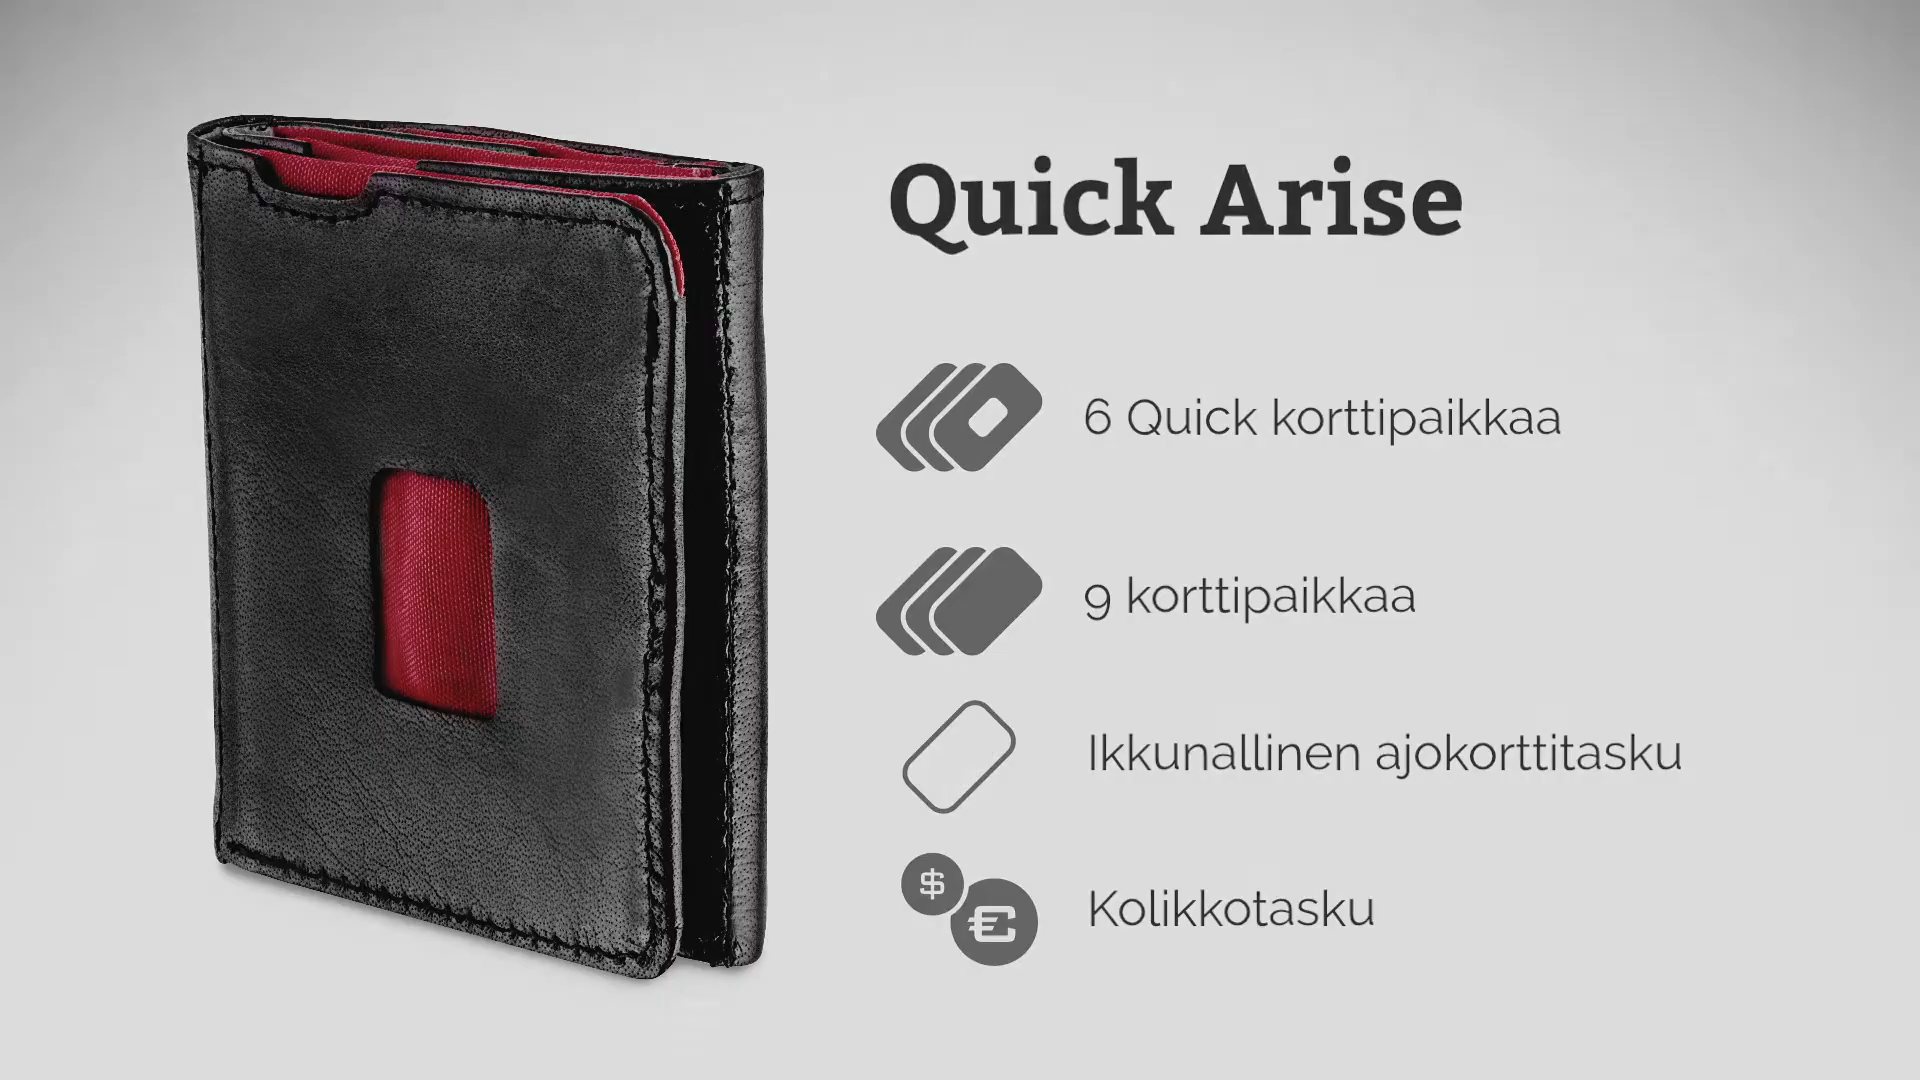 Quick Arise
6 Quick korttipaikkaa
9 korttipaikkaa
Ikkunallinen ajokorttitasku
$
€
Kolikkotasku